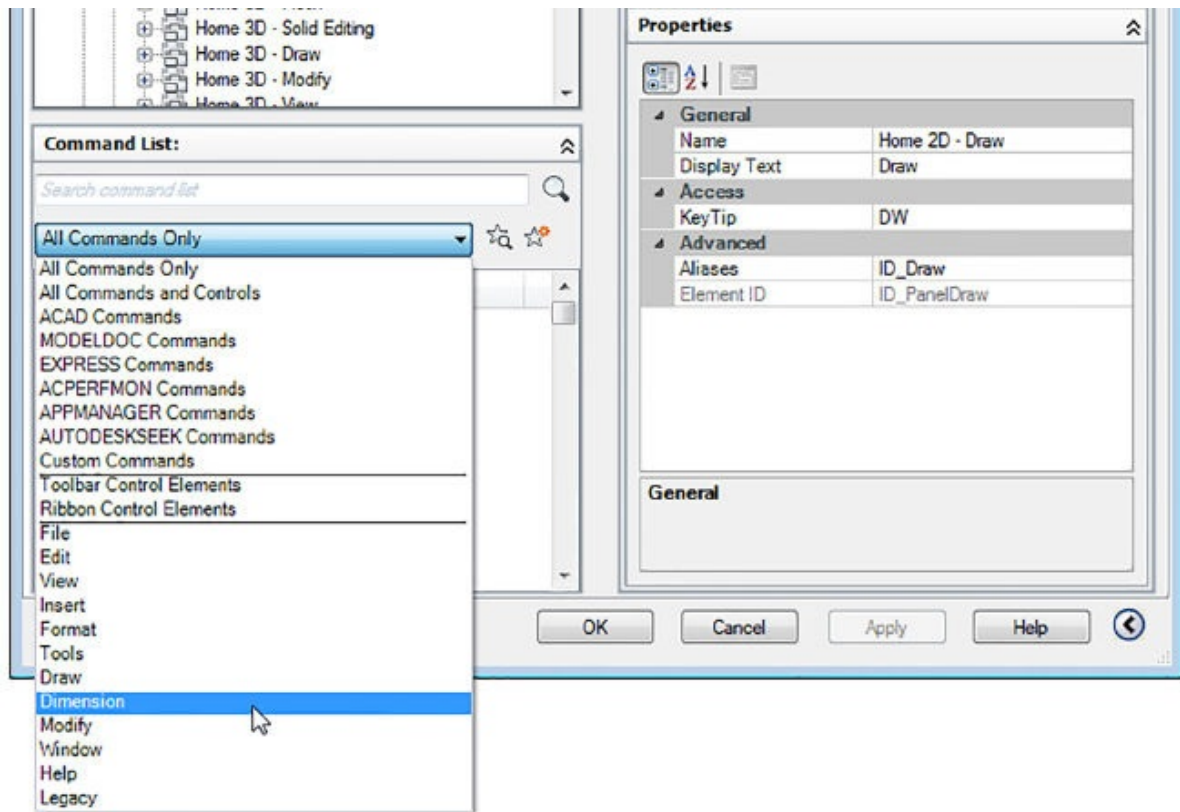 Home 3D - Solid Editing
Home 3D - Draw
Home 3D - Modify
Home 3D - View
Command List:
Search command list
All Commands Only
All Commands Only
All Commands and Controls
ACAD Commands
MODELDOC Commands
EXPRESS Commands
ACPERFMON Commands
APPMANAGER Commands
AUTODESKSEEK Commands
Custom Commands
Toolbar Control Elements
Ribbon Control Elements
File
Edit
View
Insert
Format
Tools
Draw
Dimension
Modify
Window
Help
Legacy
Properties
General
Name Home 2D - Draw
Display Text Draw
Access
KeyTip DW
Advanced
Aliases ID_Draw
Element ID ID_PanelDraw
General
OK Cancel Apply Help